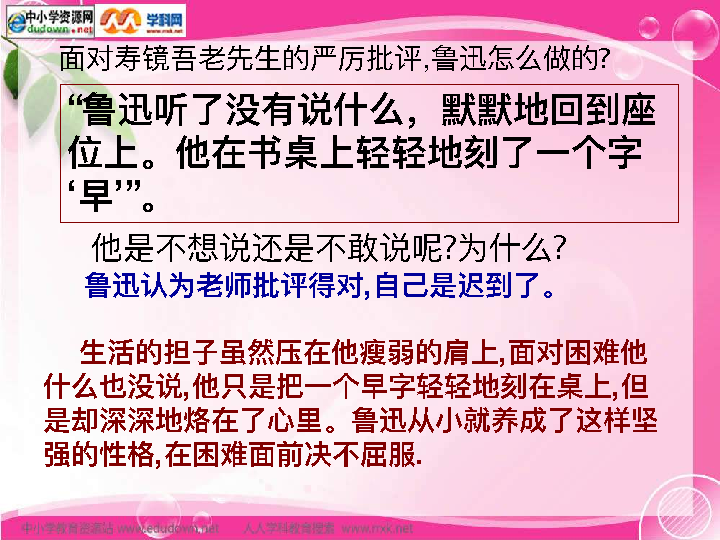 中小学资源网
dudown.net
学科网
www.nxk.net
面对寿镜吾老先生的严厉批评,鲁迅怎么做的?
“鲁迅听了没有说什么，默默地回到座
位上。他在书桌上轻轻地刻了一个字
‘早’”。
他是不想说还是不敢说呢?为什么?
鲁迅认为老师批评得对,自己是迟到了。
生活的担子虽然压在他瘦弱的肩上,面对困难他
什么也没说,他只是把一个早字轻轻地刻在桌上,但
是却深深地烙在了心里。鲁迅从小就养成了这样坚
强的性格,在困难面前决不屈服.
中小学教育资源站 www.edudown.net 人人学科教育搜索 www.nxk.net